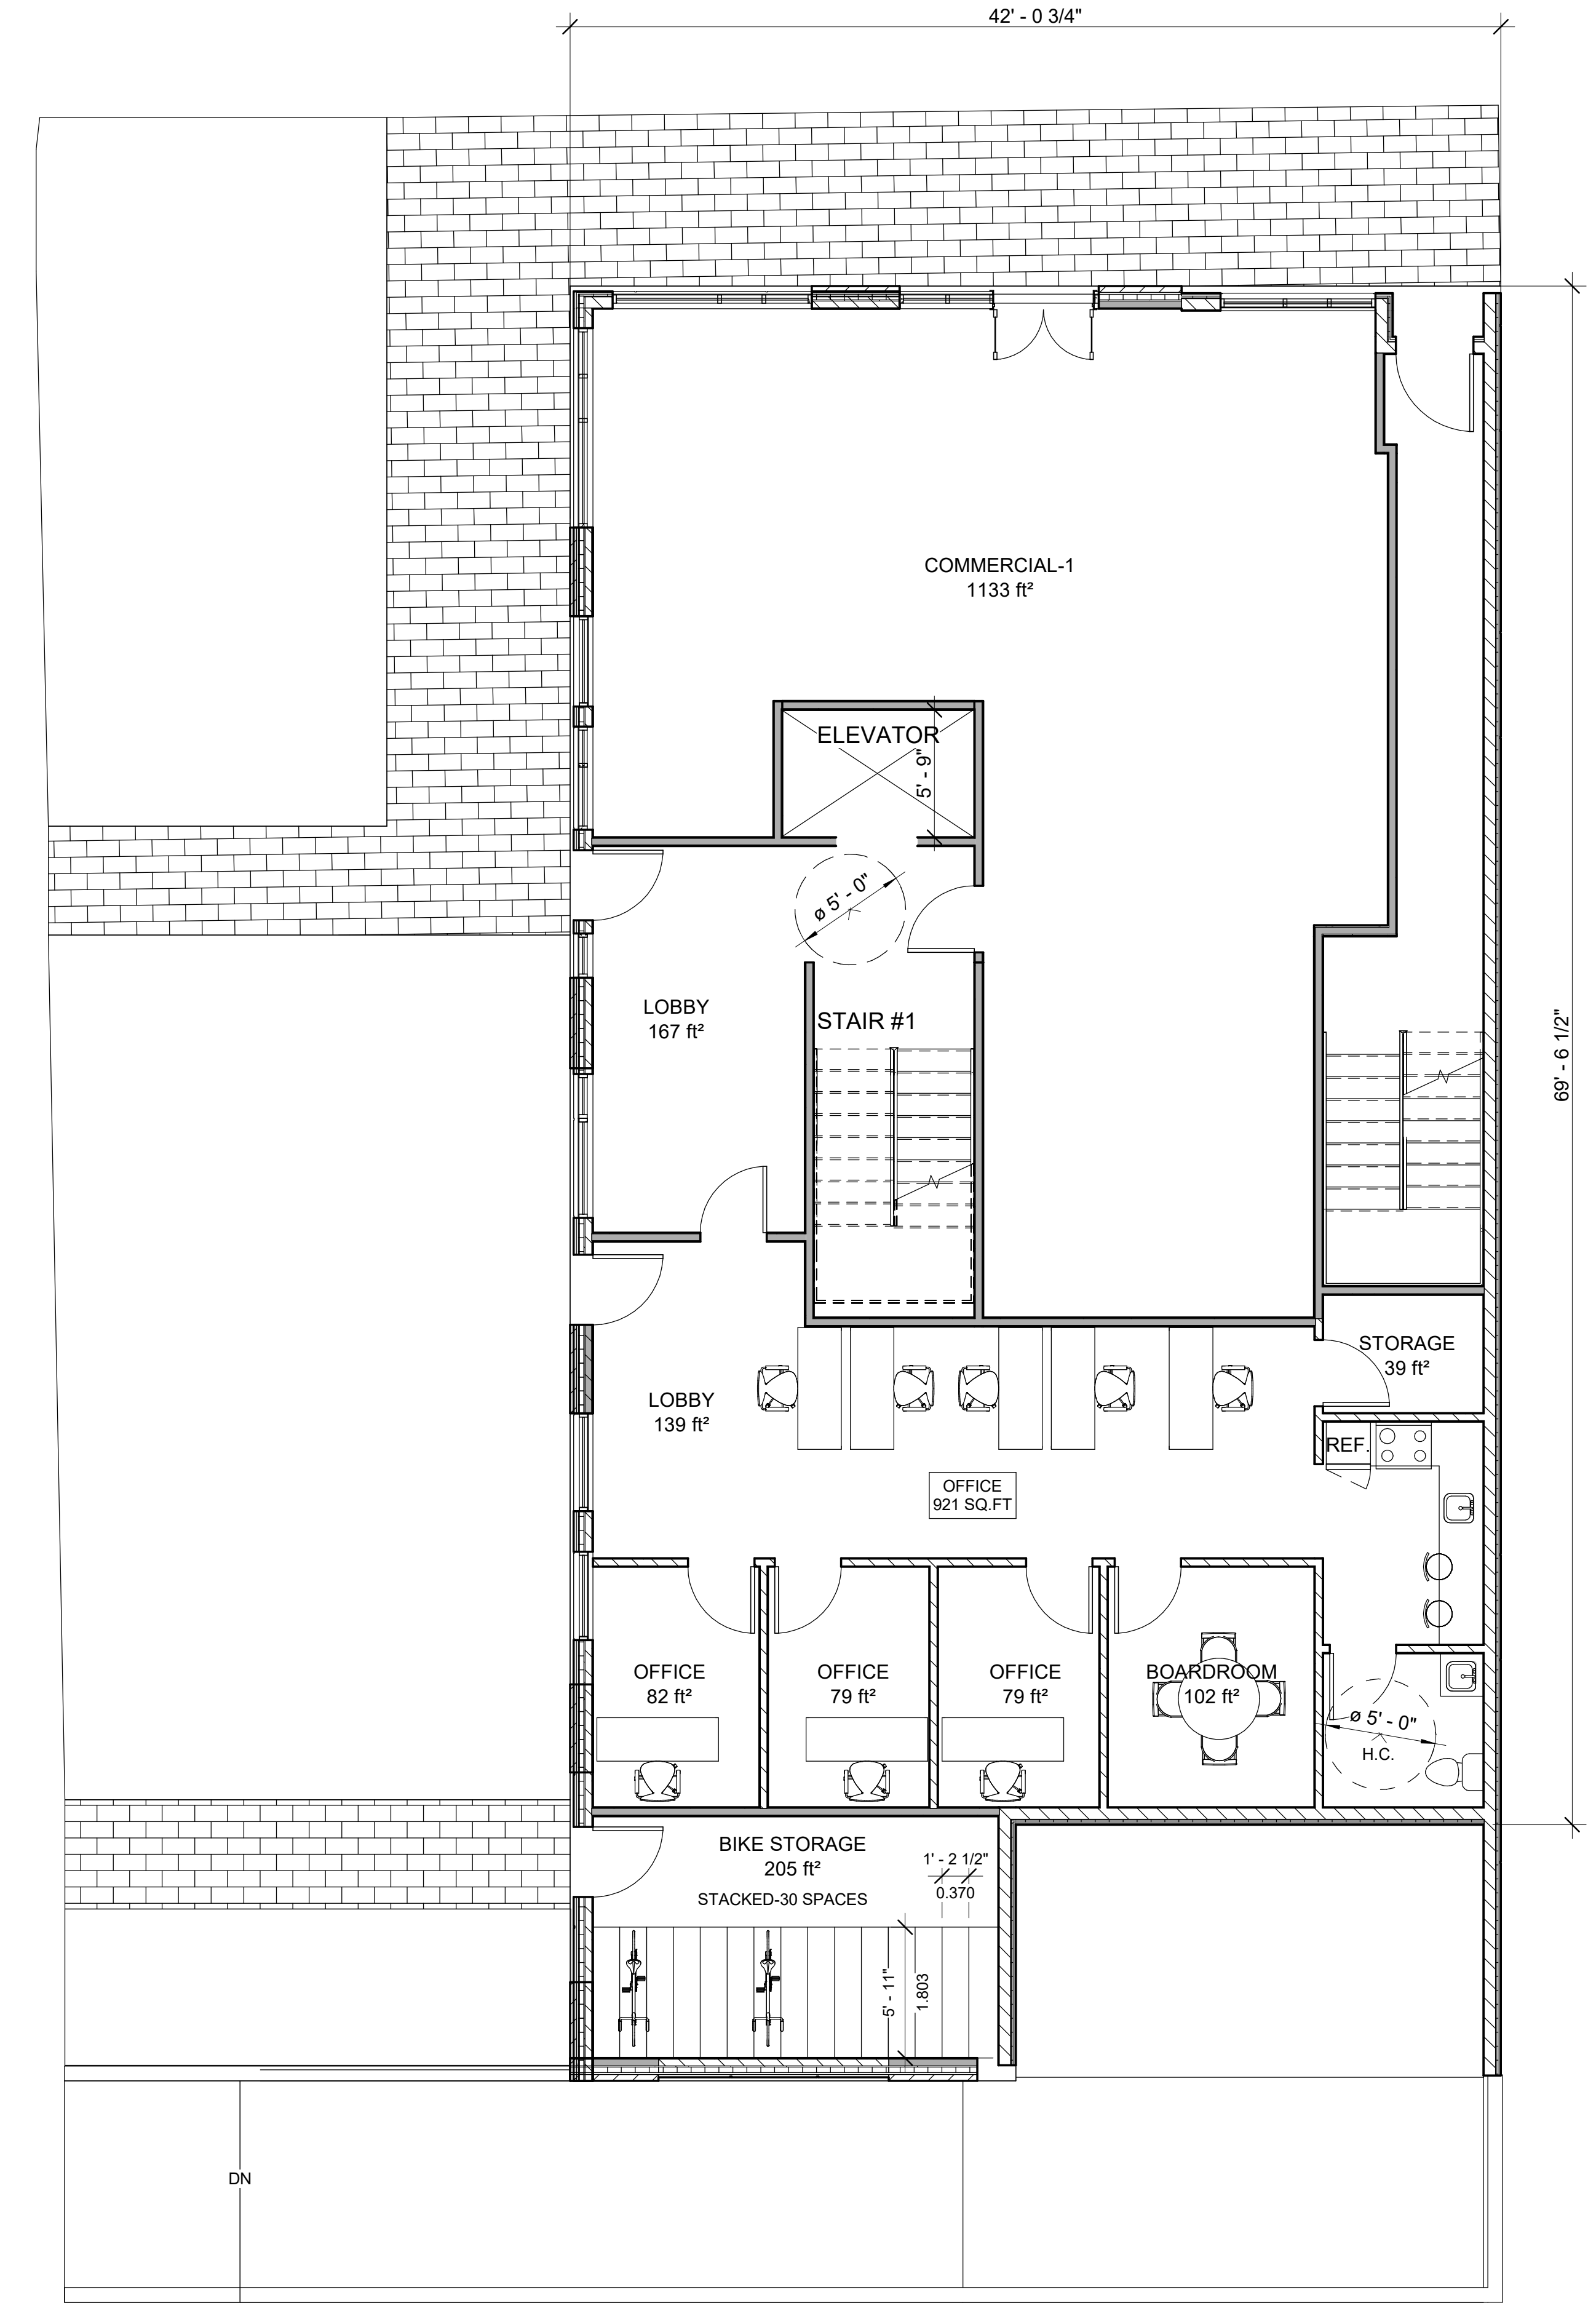 42' - 0 3/4"
COMMERCIAL-1
1133 ft²
ELEVATOR
5' - 9"
ø 5' - 0"
LOBBY
167 ft²
STAIR #1
69' - 6 1/2"
STORAGE
39 ft²
LOBBY
139 ft²
REF.
OFFICE
921 SQ.FT
OFFICE
82 ft²
OFFICE
79 ft²
OFFICE
79 ft²
BOARDROOM
102 ft²
ø 5' - 0"
H.C.
BIKE STORAGE
205 ft²
STACKED-30 SPACES
1' - 2 1/2"
0.370
5' - 11"
1.803
DN